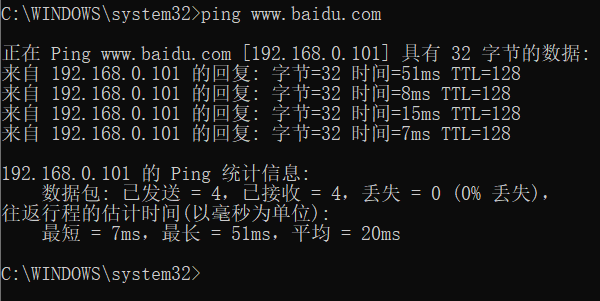 C:\WINDOWS\system32>ping www.baidu.com
正在 Ping www.baidu.com [192.168.0.101] 具有 32 字节的数据:
来自 192.168.0.101 的回复: 字节=32 时间=51ms TTL=128
来自 192.168.0.101 的回复: 字节=32 时间=8ms TTL=128
来自 192.168.0.101 的回复: 字节=32 时间=15ms TTL=128
来自 192.168.0.101 的回复: 字节=32 时间=7ms TTL=128
192.168.0.101 的 Ping 统计信息:
数据包: 已发送 = 4，已接收 = 4，丢失 = 0 (0% 丢失)，
往返行程的估计时间(以毫秒为单位):
最短 = 7ms，最长 = 51ms，平均 = 20ms
C:\WINDOWS\system32>